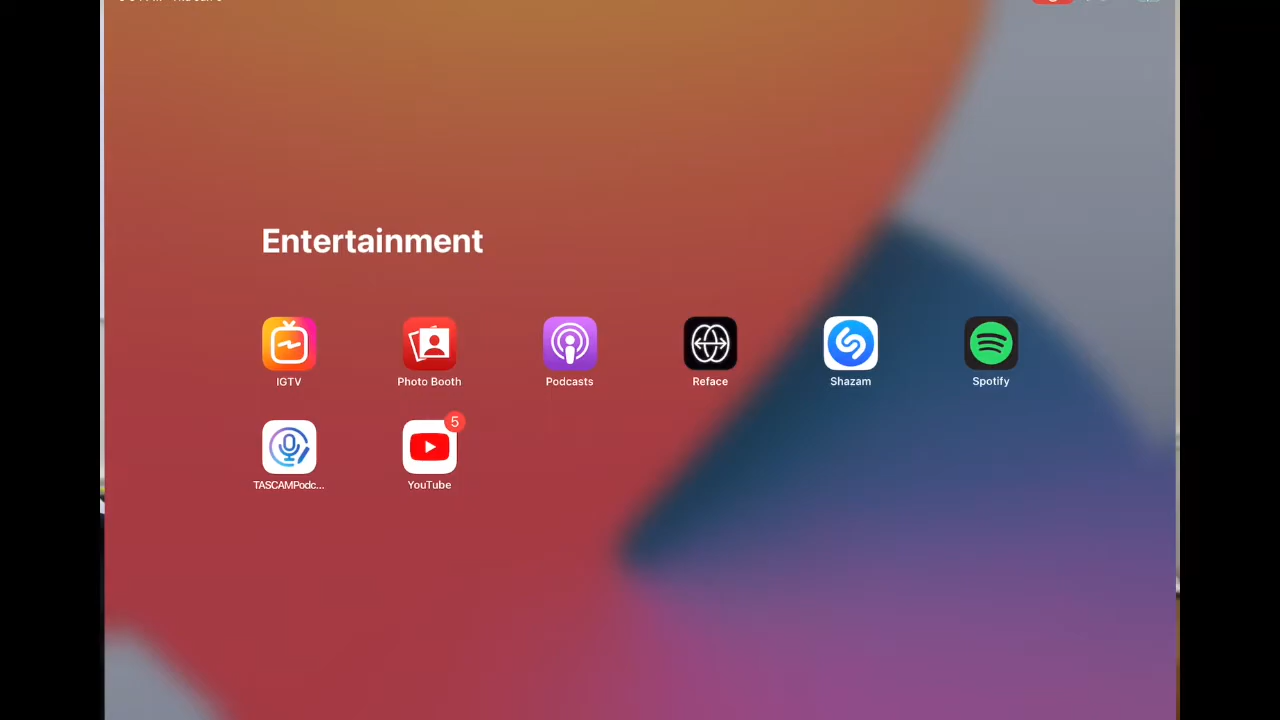 Entertainment
IGTV
Photo Booth
Podcasts
Reface
Shazam
Spotify
5
TASCAMPodc...
YouTube